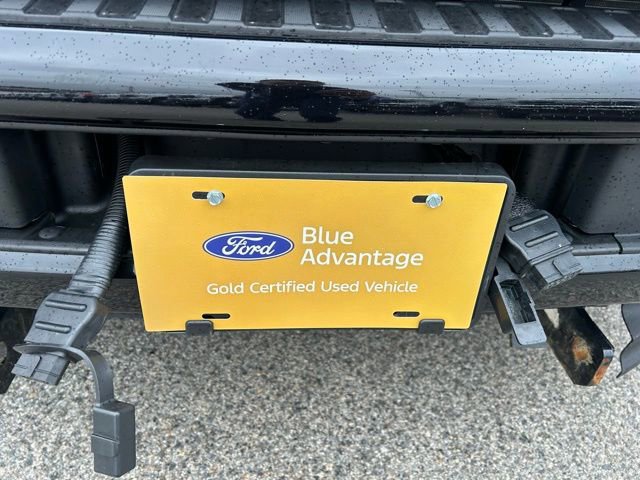 Ford
Blue
Advantage
Gold Certified Used Vehicle